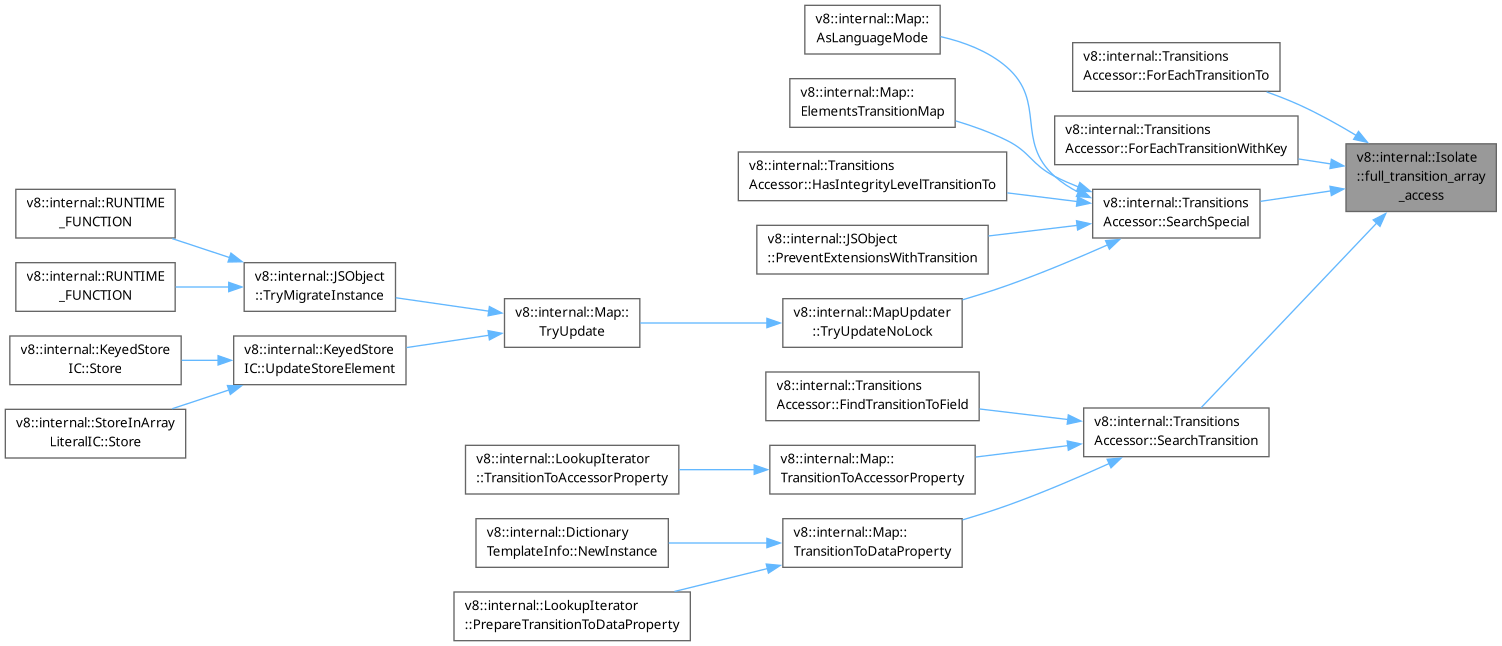 v8::internal::Map::
AsLanguageMode
v8::internal::Transitions
Accessor::ForEachTransitionTo
v8::internal::Map::
ElementsTransitionMap
v8::internal::Transitions
Accessor::ForEachTransitionWithKey
v8::internal::Isolate
::full_transition_array
_access
v8::internal::Transitions
Accessor::HasIntegrityLevelTransitionTo
v8::internal::RUNTIME
_FUNCTION
v8::internal::Transitions
Accessor::SearchSpecial
v8::internal::JSObject
::PreventExtensionsWithTransition
v8::internal::RUNTIME
_FUNCTION
v8::internal::JSObject
::TryMigrateInstance
v8::internal::Map::
TryUpdate
v8::internal::MapUpdater
::TryUpdateNoLock
v8::internal::KeyedStore
IC::Store
v8::internal::KeyedStore
IC::UpdateStoreElement
v8::internal::Transitions
Accessor::FindTransitionToField
v8::internal::StoreInArray
LiteralIC::Store
v8::internal::Transitions
Accessor::SearchTransition
v8::internal::LookupIterator
::TransitionToAccessorProperty
v8::internal::Map::
TransitionToAccessorProperty
v8::internal::Dictionary
TemplateInfo::NewInstance
v8::internal::Map::
TransitionToDataProperty
v8::internal::LookupIterator
::PrepareTransitionToDataProperty